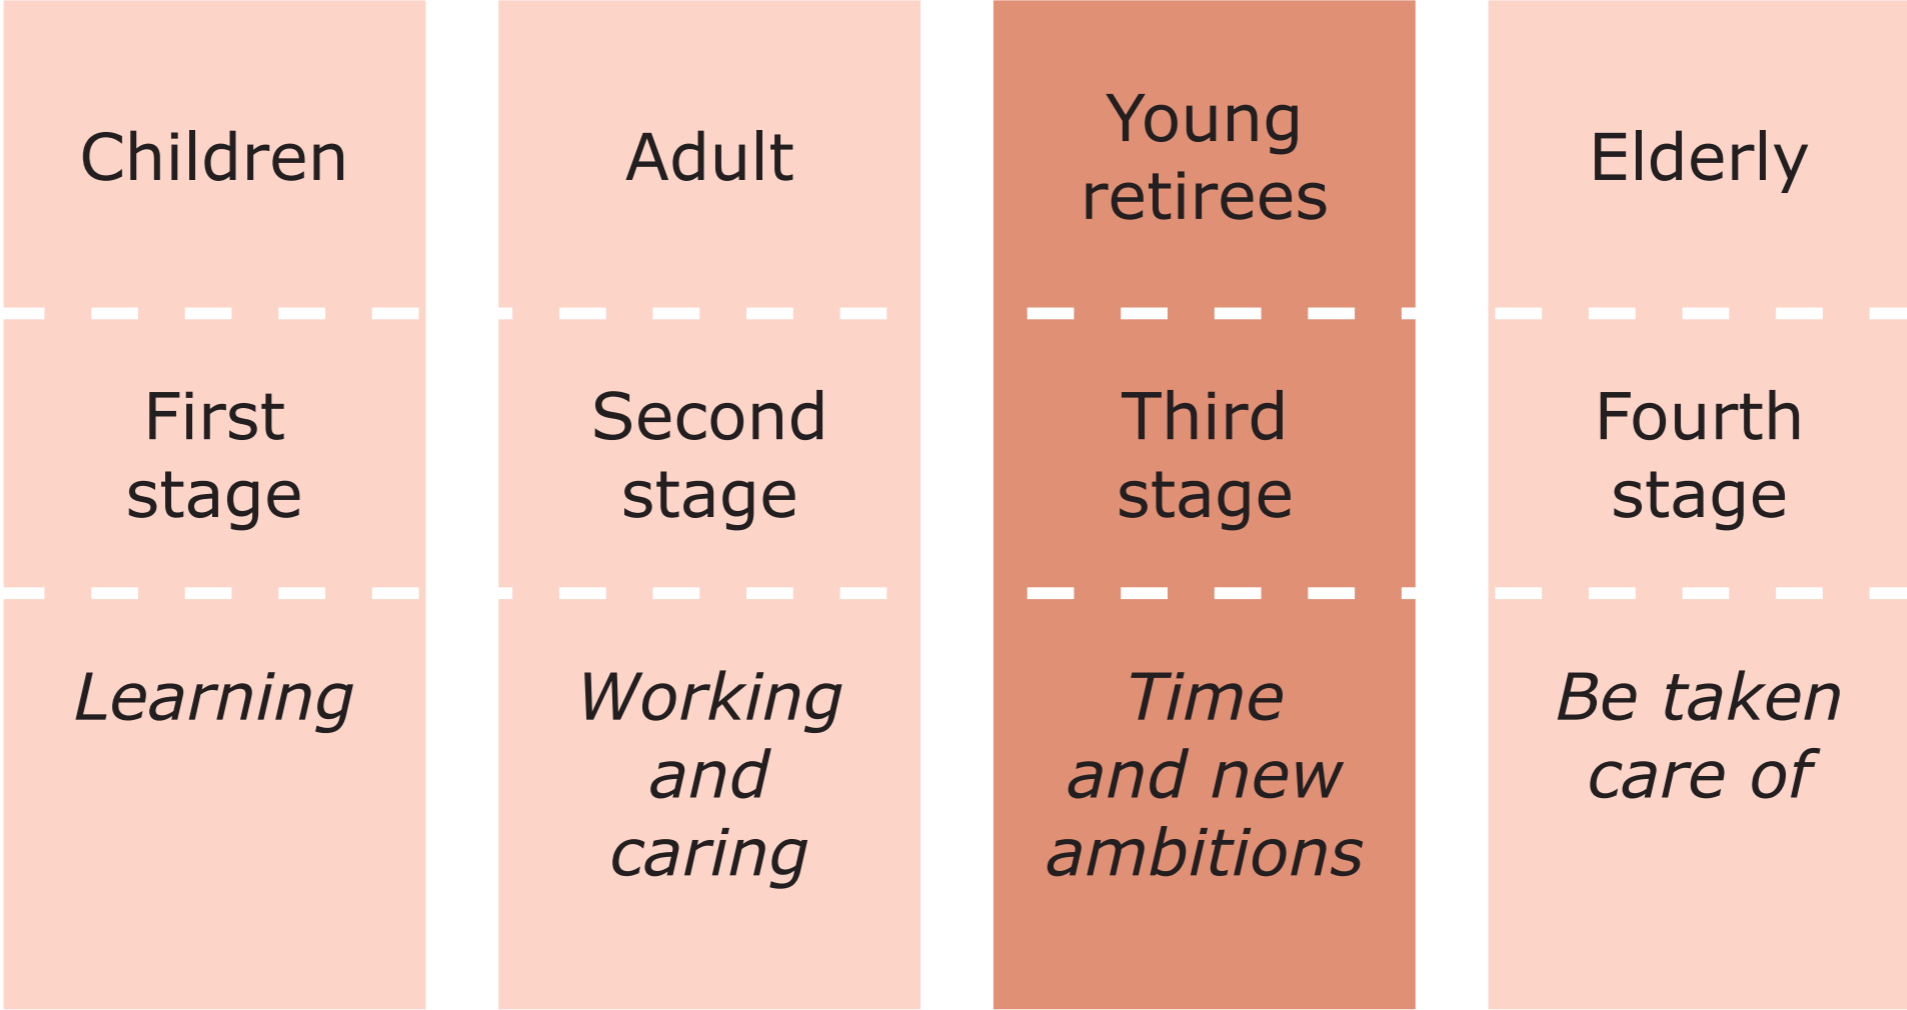 Children
Adult
Young
retirees
Elderly
First
stage
Second
stage
Third
stage
Fourth
stage
Learning
Working
and
caring
Time
and new
ambitions
Be taken
care of